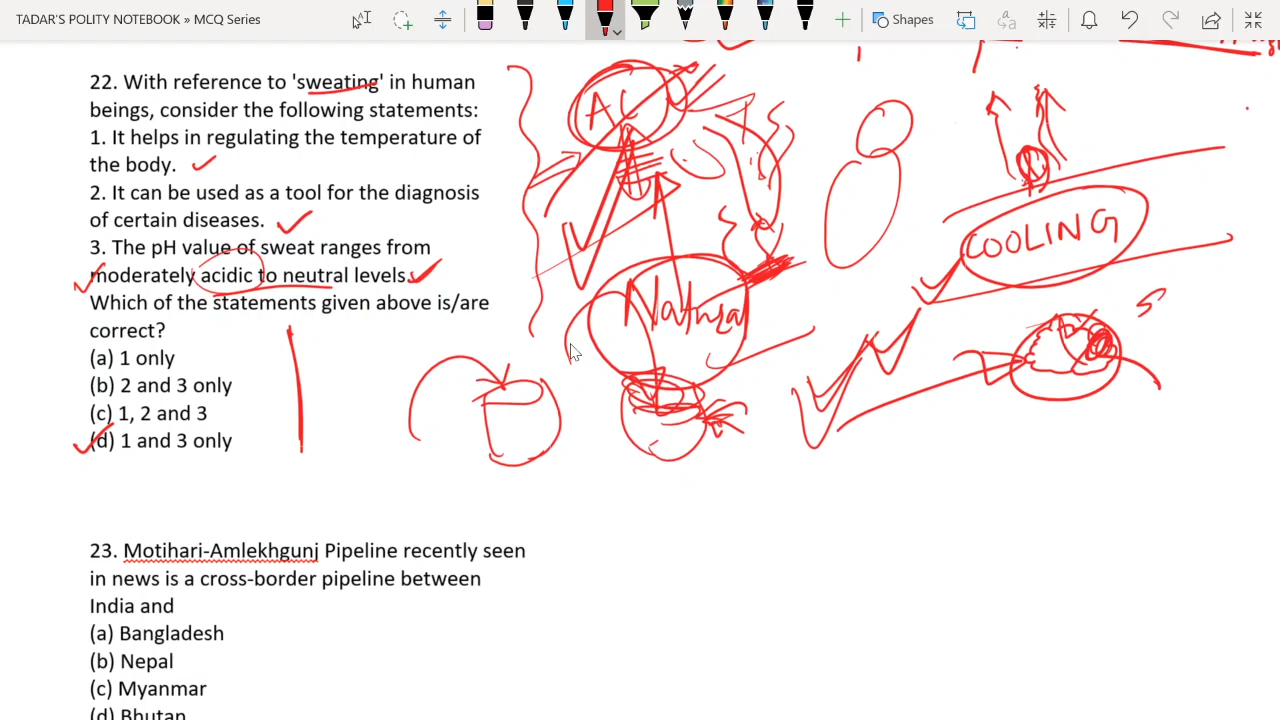 TADAR'S POLITY NOTEBOOK » MCQ Series
Shapes
22. With reference to 'sweating' in human
beings, consider the following statements:
1. It helps in regulating the temperature of
the body.
2. It can be used as a tool for the diagnosis
of certain diseases.
3. The pH value of sweat ranges from
moderately acidic to neutral levels.
Which of the statements given above is/are
correct?
(a) 1 only
(b) 2 and 3 only
(c) 1, 2 and 3
(d) 1 and 3 only
AC
COOLING
Natural
23. Motihari-Amlekhgunj Pipeline recently seen
in news is a cross-border pipeline between
India and
(a) Bangladesh
(b) Nepal
(c) Myanmar
(d) Bhutan